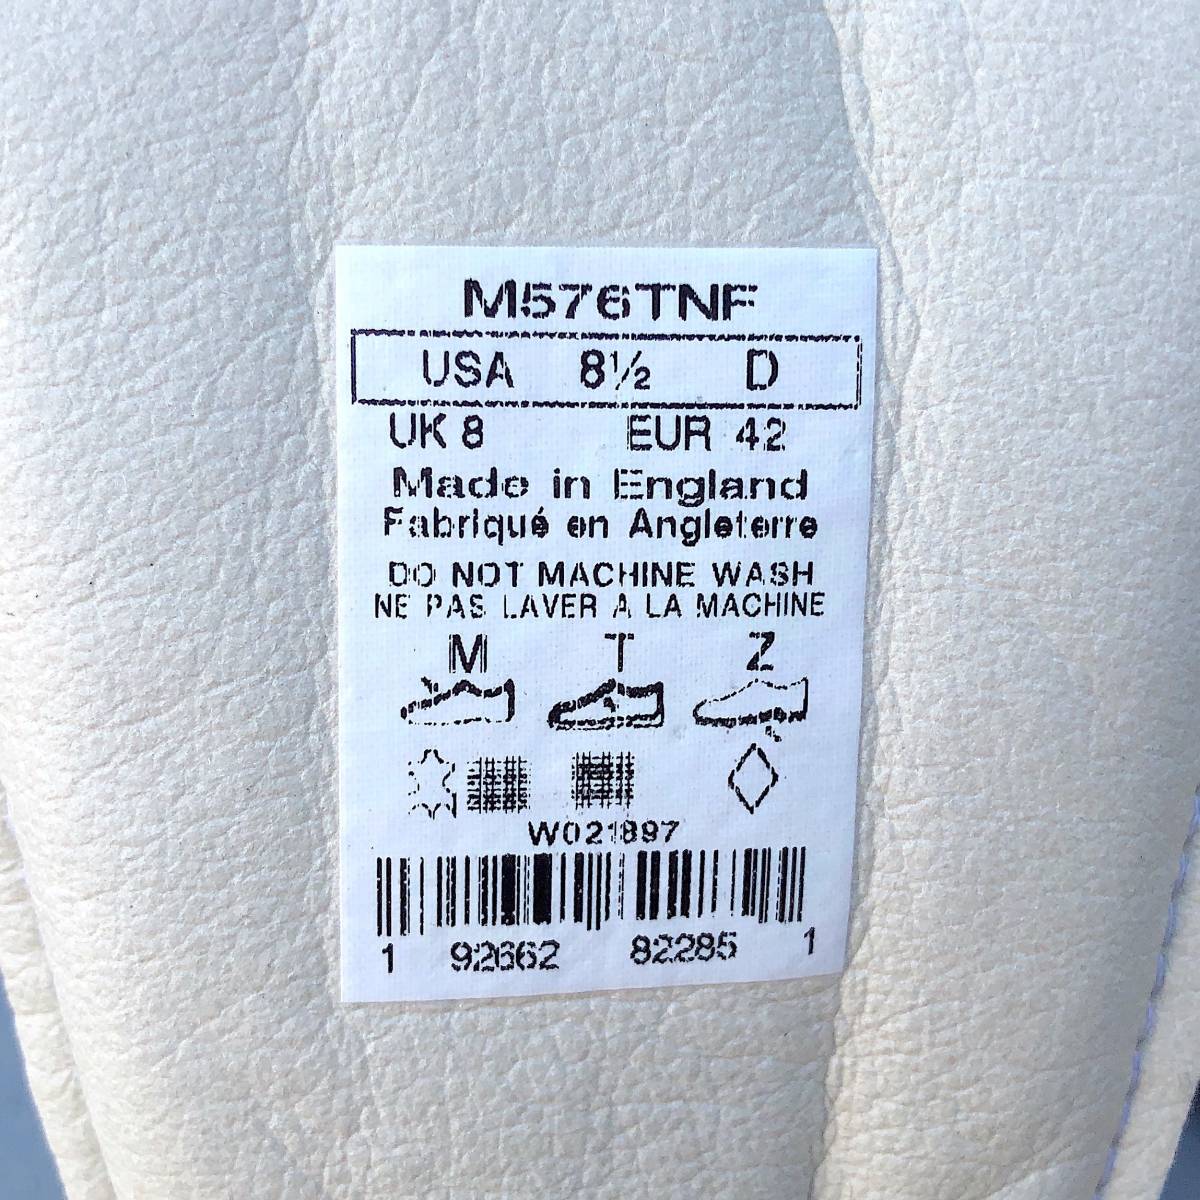 M576TNF
USA 8½ D
UK 8 EUR 42
Made in England
Fabriqué en Angleterre
DO NOT MACHINE WASH
NE PAS LAVER A LA MACHINE
M T Z
W021897
1 92662 82285 1